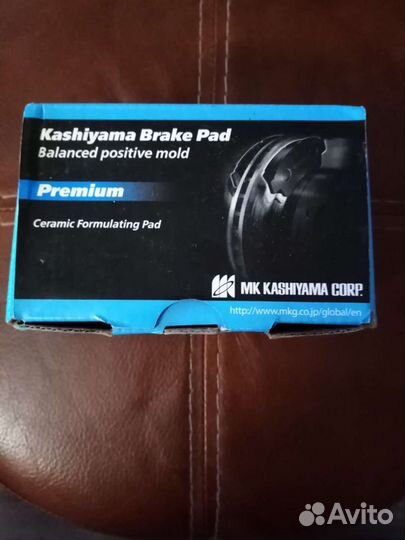 Kashiyama Brake Pad
Balanced positive mold
Premium
Ceramic Formulating Pad
MK KASHIYAMA CORP.
http://www.mkg.co.jp/global/en
Avito